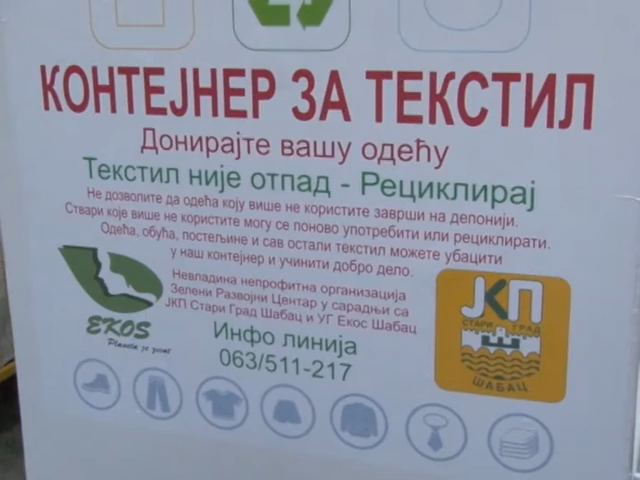 КОНТЕЈНЕР ЗА ТЕКСТИЛ
Донирајте вашу одећу
Текстил није отпад - Рециклирај
Не дозволите да одећа коју више не користите заврши на депонији.
Ствари које више не користите могу се поново употребити или рециклирати.
Одећа, обућа, постељине и сав остали текстил можете убацити
у наш контејнер и учинити добро дело.
Невладина непрофитна организација
Зелени Развојни Центар у сарадњи са
ЈКП Стари Град Шабац и УГ Екос Шабац
EKOS
Planeta je zove
Инфо линија
063/511-217
ЈКП
СТАРИ ГРАД
ШАБАЦ